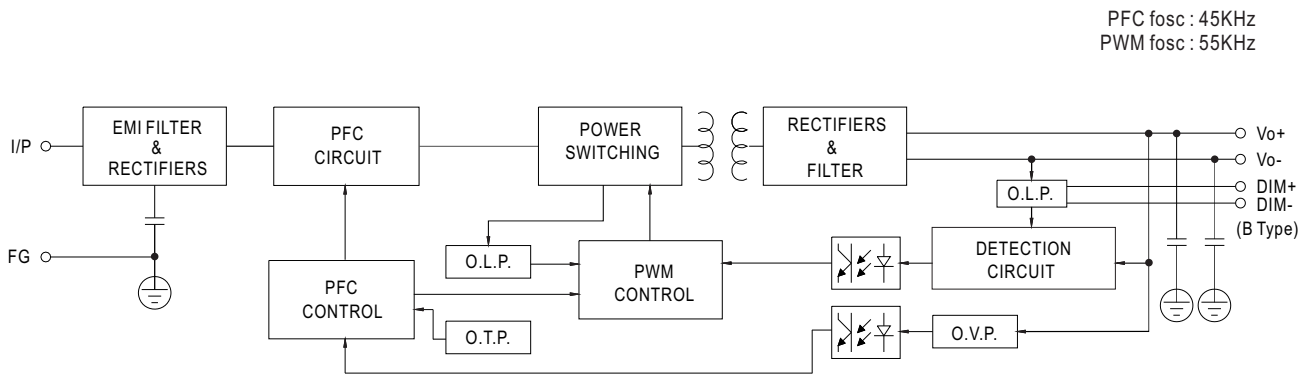 PFC fosc : 45KHz
PWM fosc : 55KHz
I/P
EMI FILTER
&
RECTIFIERS
PFC
CIRCUIT
POWER
SWITCHING
RECTIFIERS
&
FILTER
Vo+
Vo-
DIM+
DIM-
(B Type)
O.L.P.
FG
O.L.P.
PFC
CONTROL
PWM
CONTROL
DETECTION
CIRCUIT
O.T.P.
O.V.P.